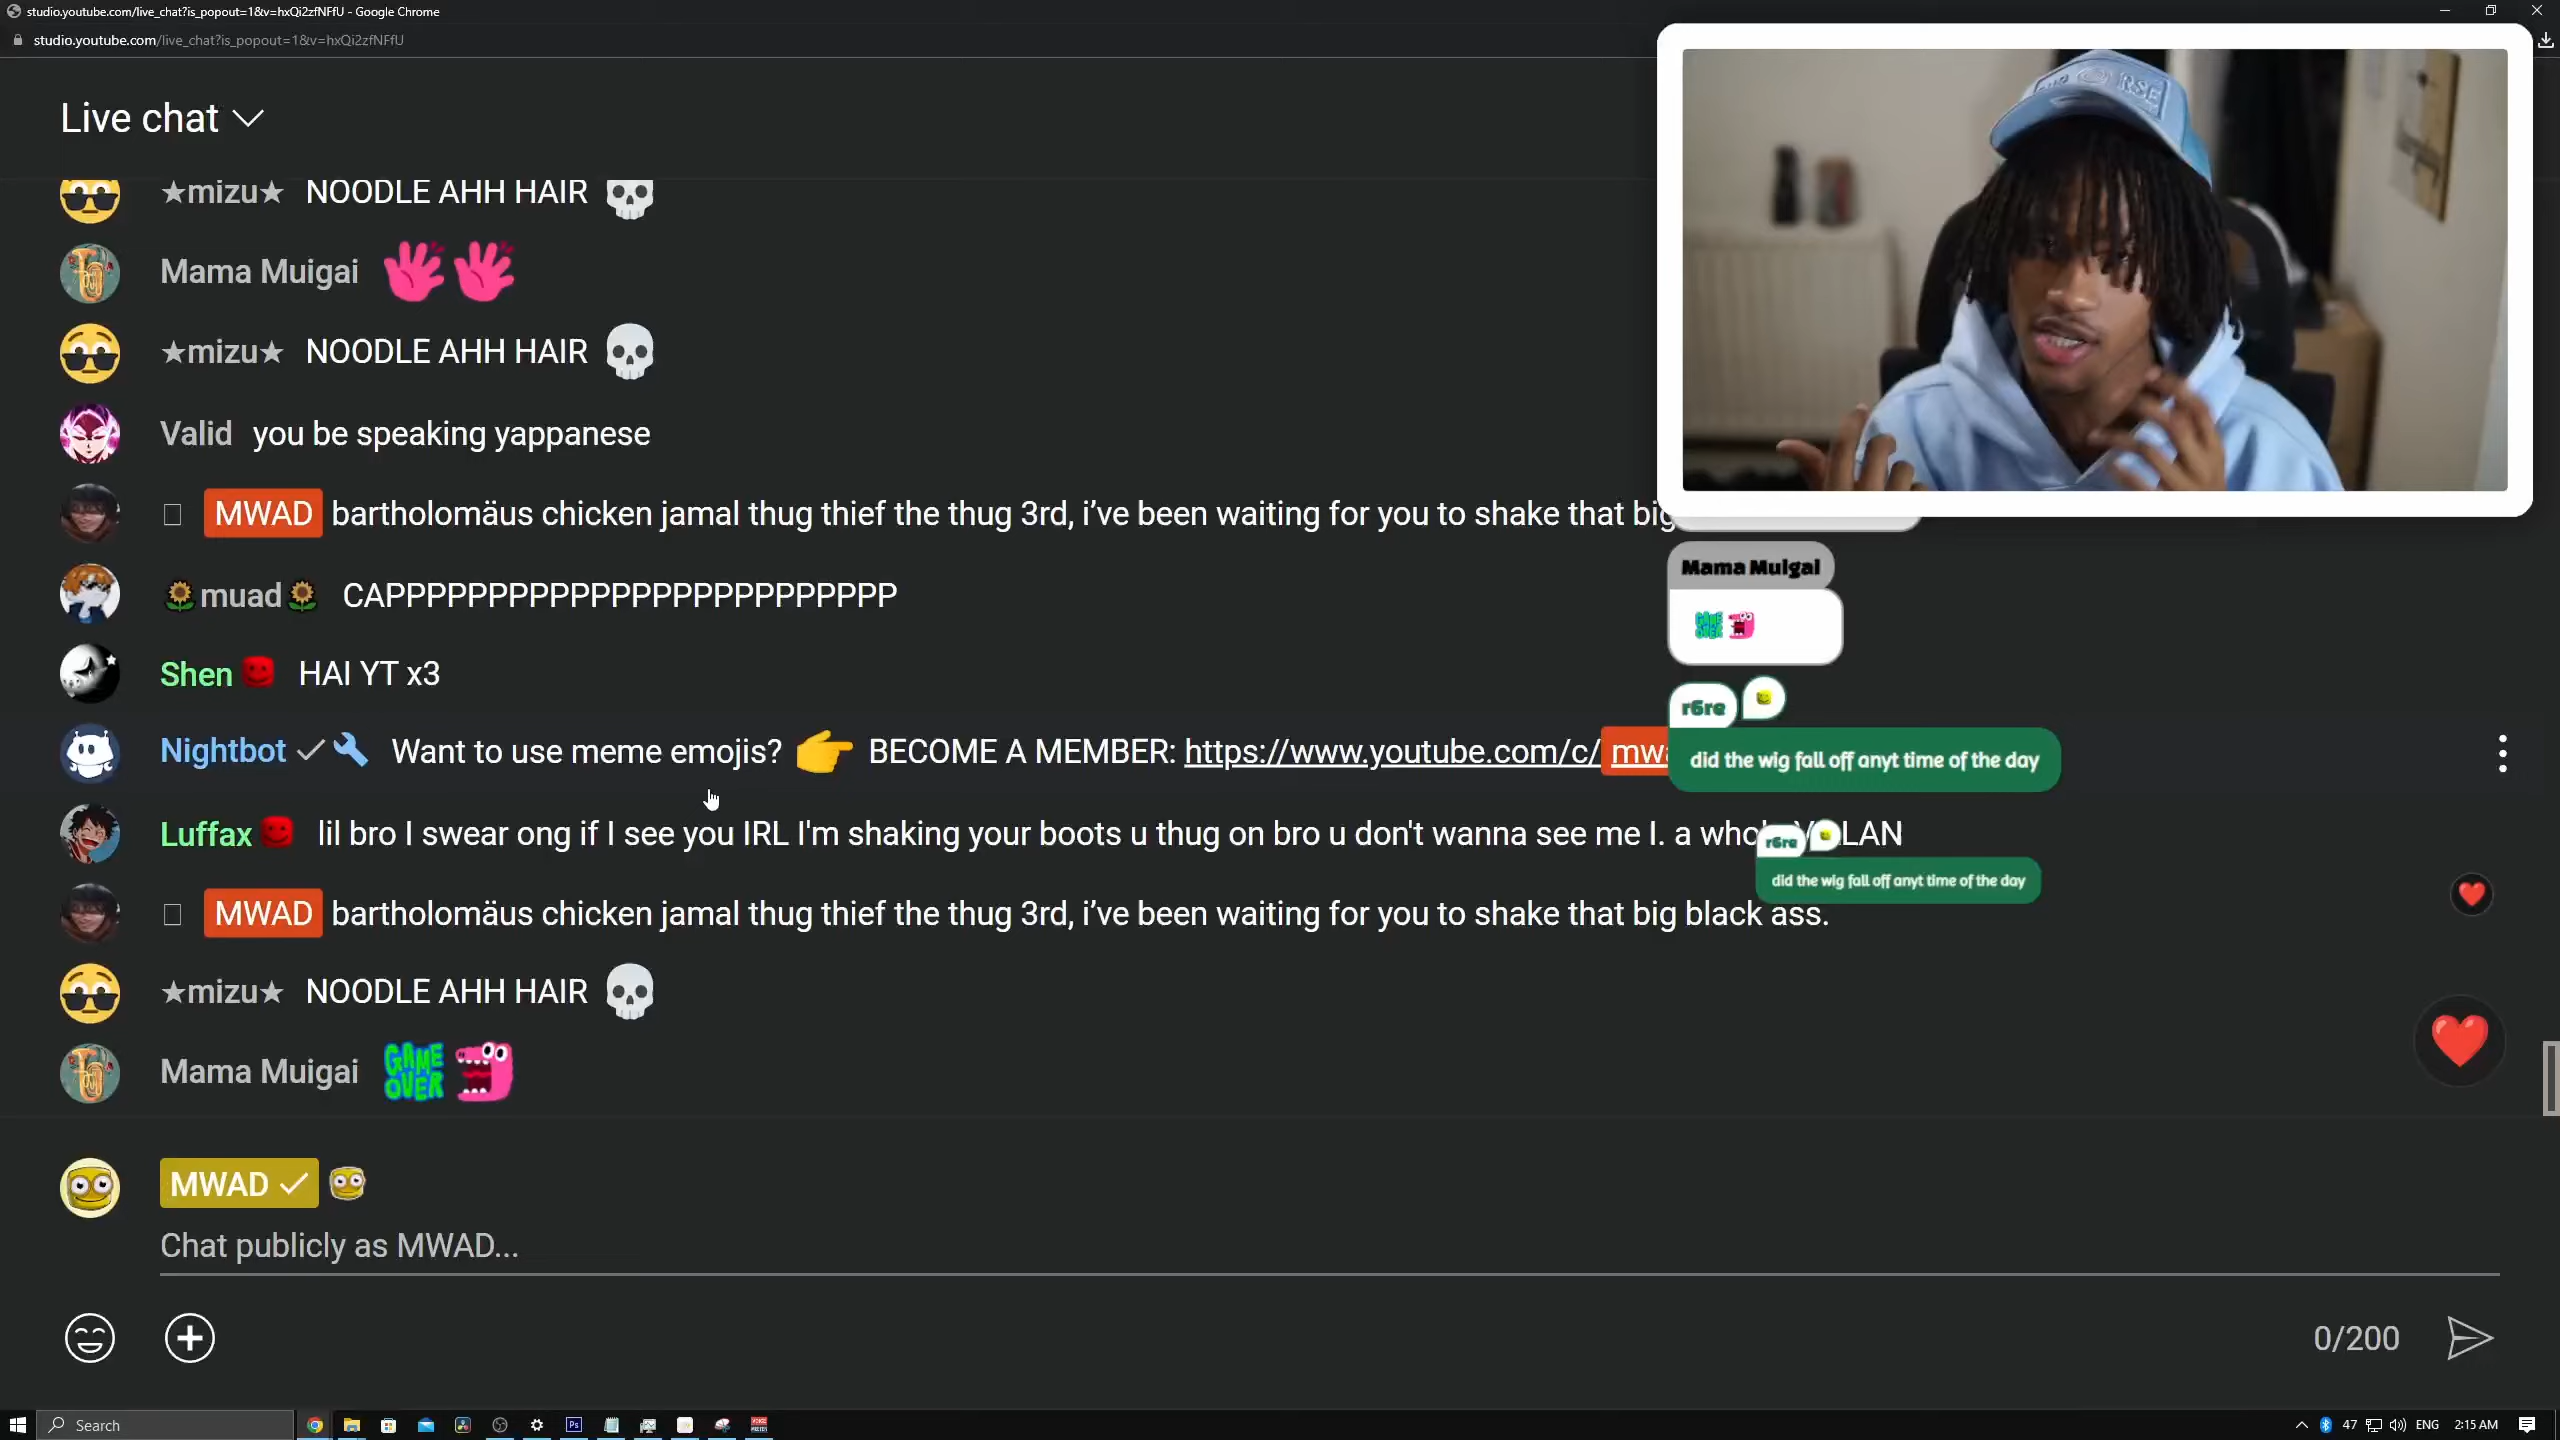 studio.youtube.com/live_chat?is_popout=1&v=hxQi2zfNFfU - Google Chrome
studio.youtube.com/live_chat?is_popout=1&v=hxQi2zfNFfU
RSE
Live chat
★mizu★ NOODLE AHH HAIR 💀
Mama Muigai
★mizu★ NOODLE AHH HAIR 💀
Valid you be speaking yappanese
MWAD bartholomäus chicken jamal thug thief the thug 3rd, i’ve been waiting for you to shake that big
Mama Muigai
GAME OVER
🌻muad🌻 CAPPPPPPPPPPPPPPPPPPPPPPPPP
Shen HAI YT x3
r6re
Nightbot Want to use meme emojis? 👉 BECOME A MEMBER: https://www.youtube.com/c/mwa
did the wig fall off anyt time of the day
Luffax lil bro I swear ong if I see you IRL I'm shaking your boots u thug on bro u don't wanna see me I. a LAN
r6re
did the wig fall off anyt time of the day
MWAD bartholomäus chicken jamal thug thief the thug 3rd, i’ve been waiting for you to shake that big black ass.
★mizu★ NOODLE AHH HAIR 💀
Mama Muigai GAME OVER
MWAD
Chat publicly as MWAD...
0/200
Search
Ps
47 ENG 2:15 AM